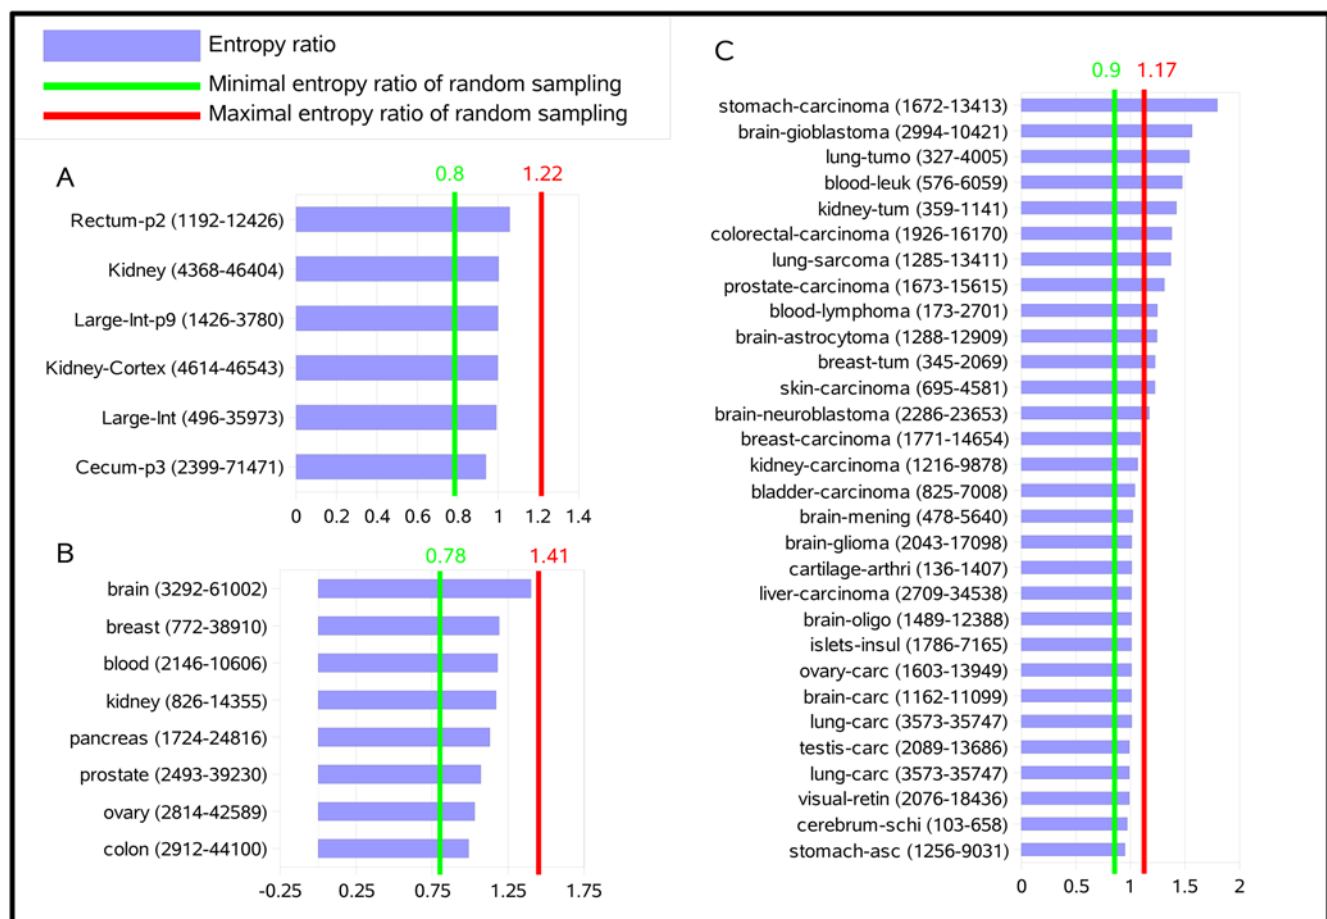 Entropy ratio
Minimal entropy ratio of random sampling
Maximal entropy ratio of random sampling
A
0.8 1.22
Rectum-p2 (1192-12426)
Kidney (4368-46404)
Large-Int-p9 (1426-3780)
Kidney-Cortex (4614-46543)
Large-Int (496-35973)
Cecum-p3 (2399-71471)
0 0.2 0.4 0.6 0.8 1 1.2 1.4
B
0.78 1.41
brain (3292-61002)
breast (772-38910)
blood (2146-10606)
kidney (826-14355)
pancreas (1724-24816)
prostate (2493-39230)
ovary (2814-42589)
colon (2912-44100)
-0.25 0.25 0.75 1.25 1.75
C
0.9 1.17
stomach-carcinoma (1672-13413)
brain-gioblastoma (2994-10421)
lung-tumo (327-4005)
blood-leuk (576-6059)
kidney-tum (359-1141)
colorectal-carcinoma (1926-16170)
lung-sarcoma (1285-13411)
prostate-carcinoma (1673-15615)
blood-lymphoma (173-2701)
brain-astrocytoma (1288-12909)
breast-tum (345-2069)
skin-carcinoma (695-4581)
brain-neuroblastoma (2286-23653)
breast-carcinoma (1771-14654)
kidney-carcinoma (1216-9878)
bladder-carcinoma (825-7008)
brain-mening (478-5640)
brain-glioma (2043-17098)
cartilage-arthri (136-1407)
liver-carcinoma (2709-34538)
brain-oligo (1489-12388)
islets-insul (1786-7165)
ovary-carc (1603-13949)
brain-carc (1162-11099)
lung-carc (3573-35747)
testis-carc (2089-13686)
lung-carc (3573-35747)
visual-retin (2076-18436)
cerebrum-schi (103-658)
stomach-asc (1256-9031)
0 0.5 1 1.5 2